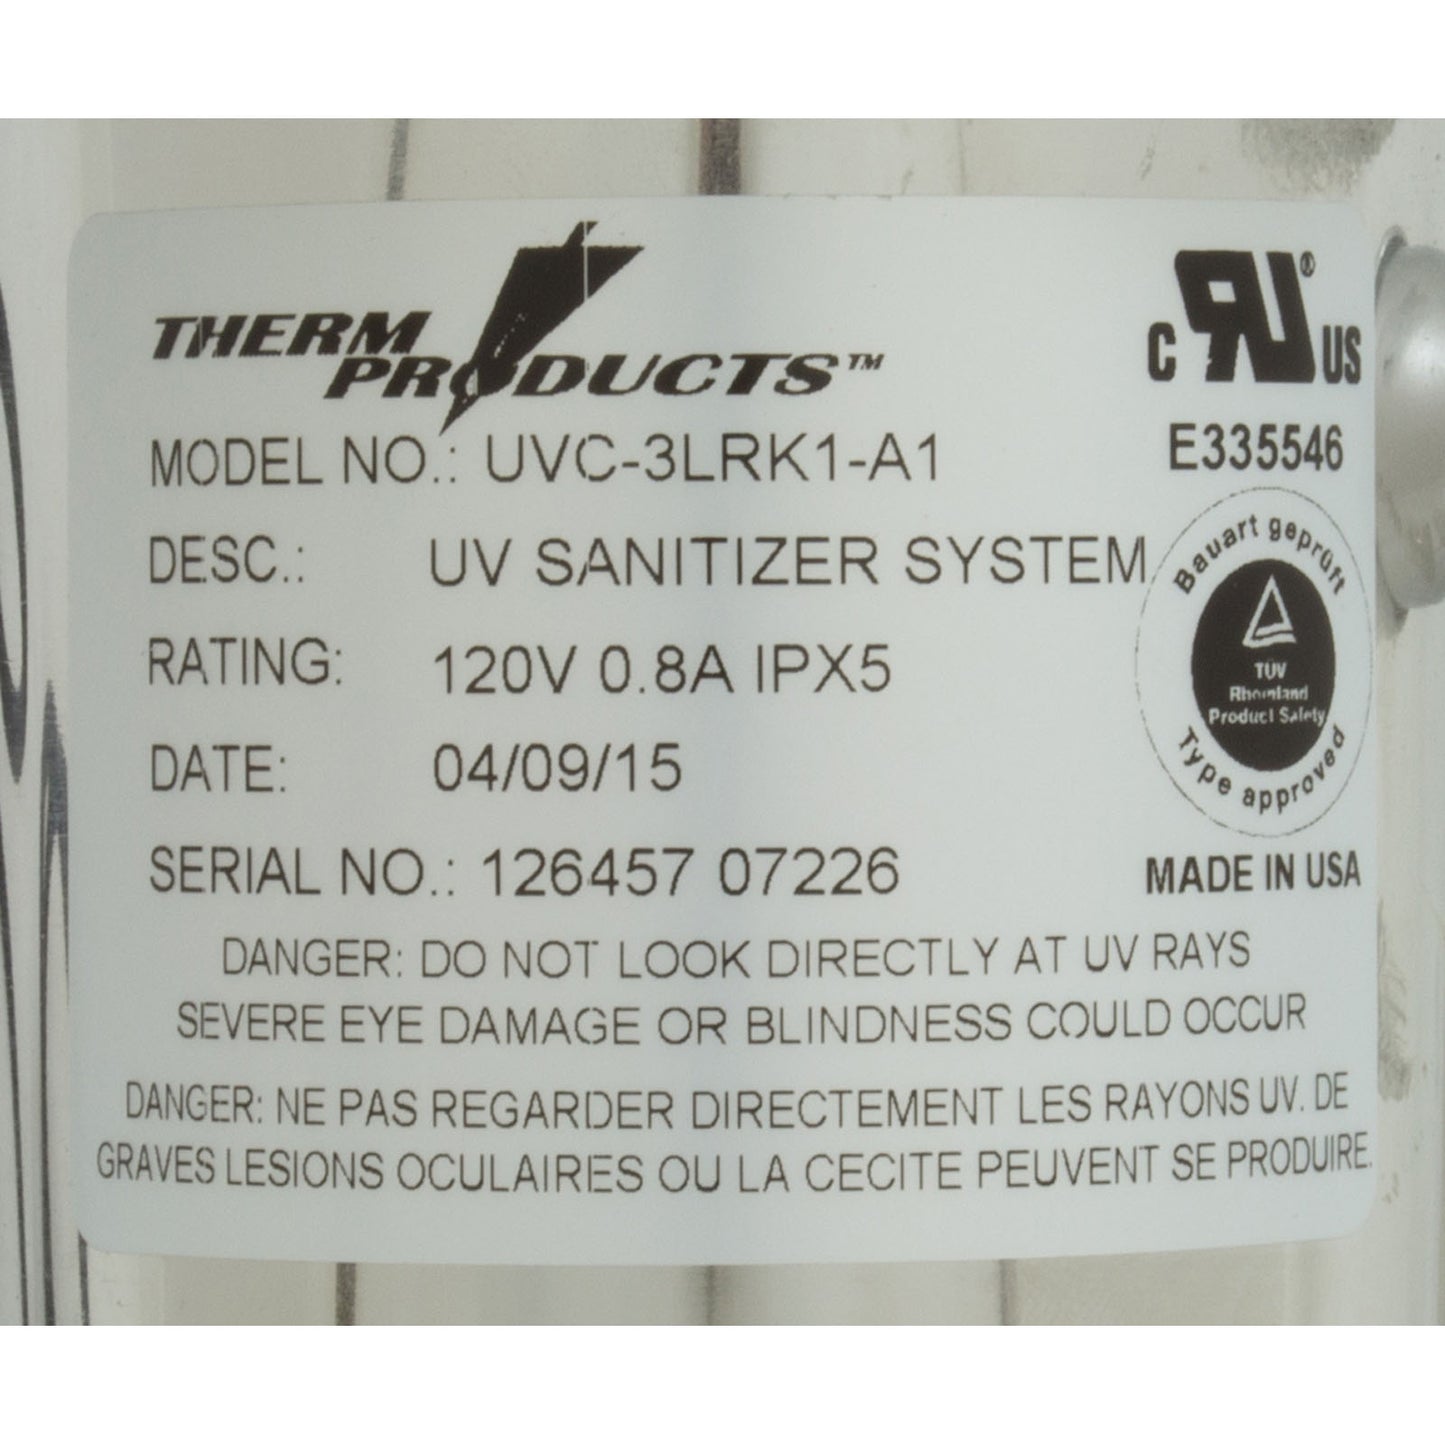 THERM
PRODUCTS™
MODEL NO.: UVC-3LRK1-A1
DESC.: UV SANITIZER SYSTEM
RATING: 120V 0.8A IPX5
DATE: 04/09/15
SERIAL NO.: 126457 07226
C RU® US
E335546
Bauart geprüft
TÜV
Rheinland
Product Safety
Type approved
MADE IN USA
DANGER: DO NOT LOOK DIRECTLY AT UV RAYS
SEVERE EYE DAMAGE OR BLINDNESS COULD OCCUR
DANGER: NE PAS REGARDER DIRECTEMENT LES RAYONS UV. DE
GRAVES LESIONS OCULAIRES OU LA CECITE PEUVENT SE PRODUIRE.